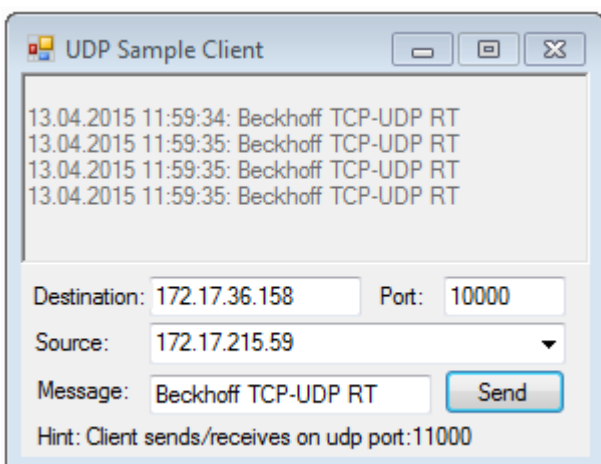 UDP Sample Client
13.04.2015 11:59:34: Beckhoff TCP-UDP RT
13.04.2015 11:59:35: Beckhoff TCP-UDP RT
13.04.2015 11:59:35: Beckhoff TCP-UDP RT
13.04.2015 11:59:35: Beckhoff TCP-UDP RT
Destination: 172.17.36.158 Port: 10000
Source: 172.17.215.59
Message: Beckhoff TCP-UDP RT Send
Hint: Client sends/receives on udp port:11000